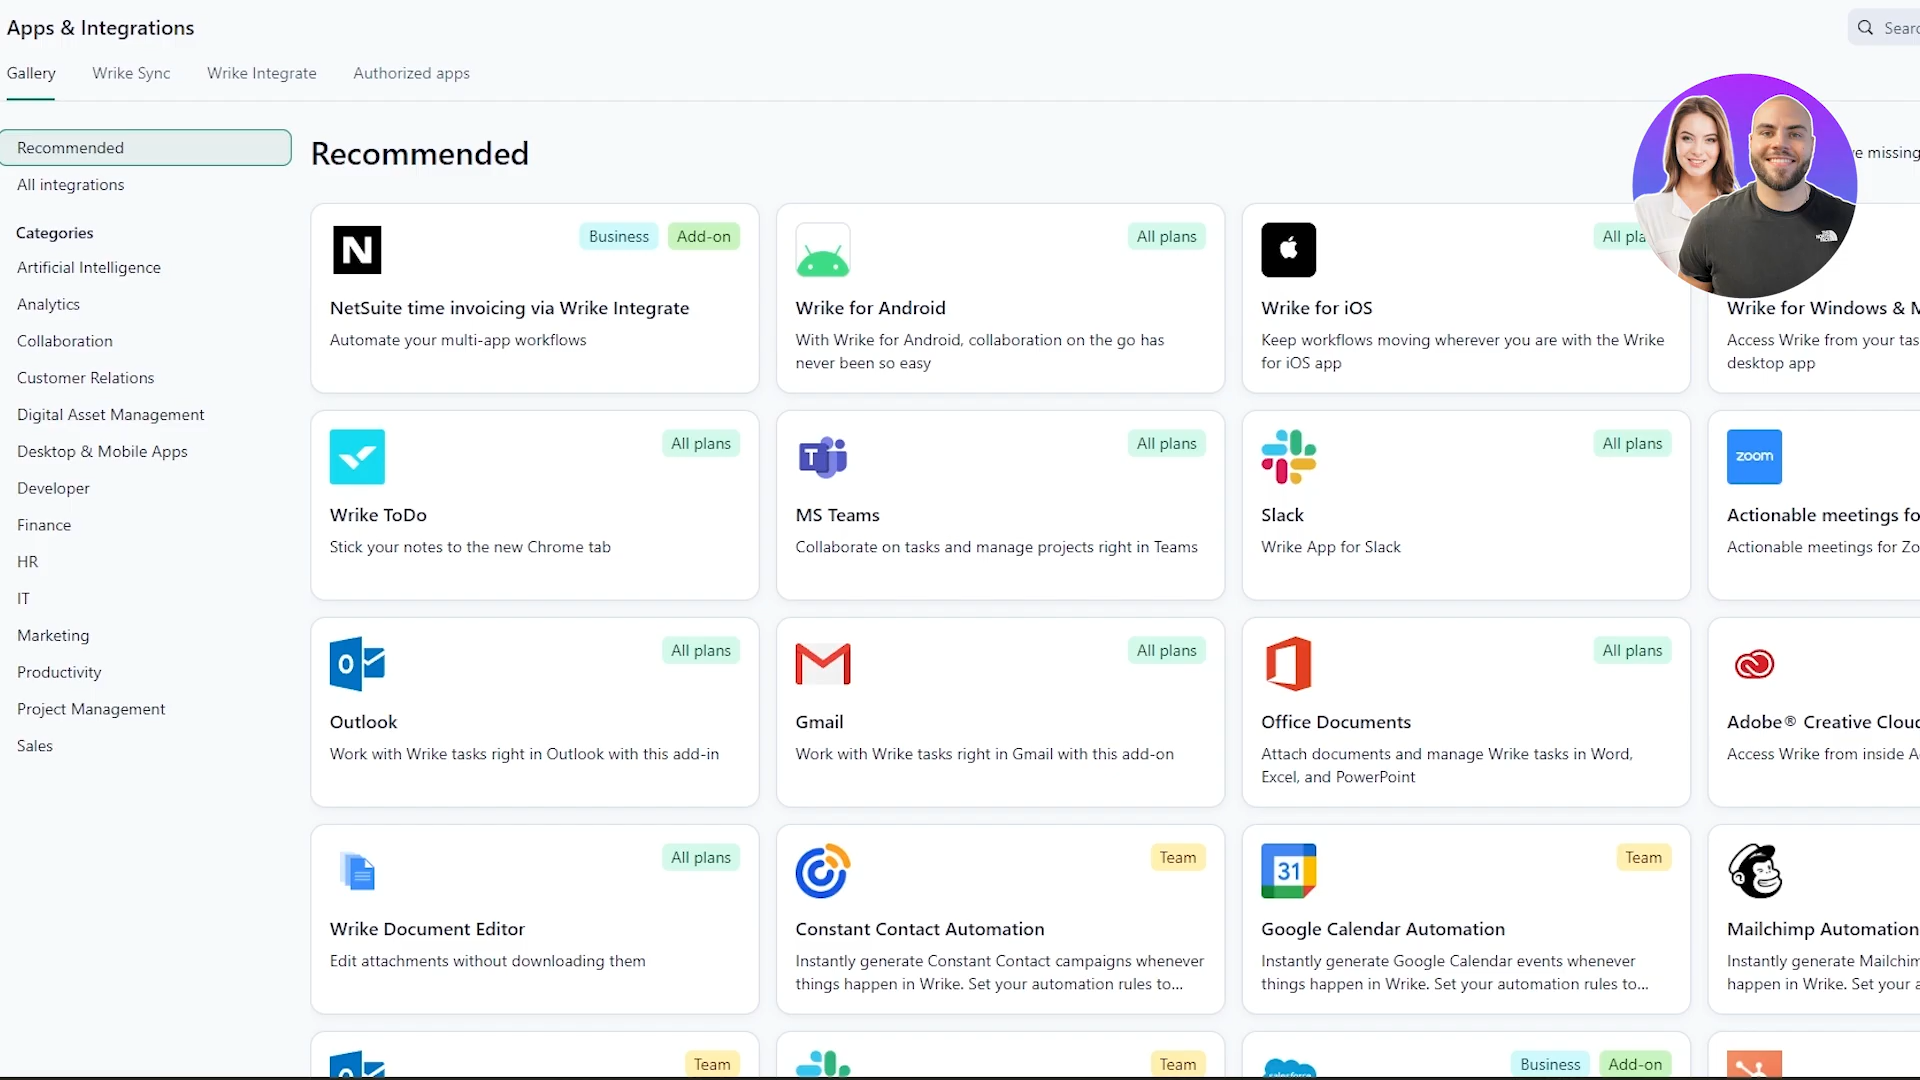 Apps & Integrations
Gallery
Wrike Sync
Wrike Integrate
Authorized apps
Recommended
All integrations
Categories
Artificial Intelligence
Analytics
Collaboration
Customer Relations
Digital Asset Management
Desktop & Mobile Apps
Developer
Finance
HR
IT
Marketing
Productivity
Project Management
Sales
Recommended
missing
N
Business
Add-on
NetSuite time invoicing via Wrike Integrate
Automate your multi-app workflows
All plans
Wrike for Android
With Wrike for Android, collaboration on the go has
never been so easy
All
Wrike for iOS
Keep workflows moving wherever you are with the Wrike
for iOS app
Wrike for Windows &
Access Wrike from your
desktop app
All plans
Wrike ToDo
Stick your notes to the new Chrome tab
T
All plans
MS Teams
Collaborate on tasks and manage projects right in Teams
All plans
Slack
Wrike App for Slack
zoom
Actionable meetings
Actionable meetings for
O
All plans
Outlook
Work with Wrike tasks right in Outlook with this add-in
All plans
Gmail
Work with Wrike tasks right in Gmail with this add-on
All plans
Office Documents
Attach documents and manage Wrike tasks in Word,
Excel, and PowerPoint
Adobe® Creative
Access Wrike from inside
All plans
Wrike Document Editor
Edit attachments without downloading them
Team
Constant Contact Automation
Instantly generate Constant Contact campaigns whenever
things happen in Wrike. Set your automation rules to...
31
Team
Google Calendar Automation
Instantly generate Google Calendar events whenever
things happen in Wrike. Set your automation rules to...
Mailchimp Automation
Instantly generate
happen in Wrike. Set your
Team
Team
Business
Add-on